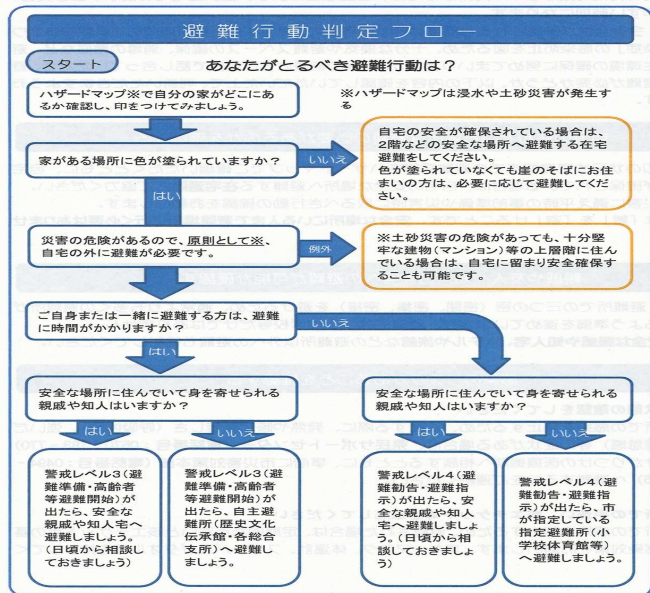 避難行動判定フロー
スタート
あなたがとるべき避難行動は？
ハザードマップ※で自分の家がどこにあ
るか確認し、印をつけてみましょう。
※ハザードマップは浸水や土砂災害が発生す
る
家がある場所に色が塗られていますか？
いいえ
自宅の安全が確保されている場合は、
2階などの安全な場所へ避難する在宅
避難をしてください。
色が塗られていなくても崖のそばにお住
まいの方は、必要に応じて避難してくだ
さい。
はい
災害の危険があるので、原則として※、
自宅の外に避難が必要です。
例外
※土砂災害の危険があっても、十分堅
牢な建物（マンション）等の上層階に住ん
でいる場合は、自宅に留まり安全確保す
ることも可能です。
ご自身または一緒に避難する方は、避難
に時間がかかりますか？
いいえ
はい
安全な場所に住んでいて身を寄せられる
親戚や知人はいますか？
はい
いいえ
警戒レベル3（避
難準備・高齢者
等避難開始）が
出たら、安全な
親戚や知人宅へ
避難しましょう。
（日頃から相談し
ておきましょう）
警戒レベル3（避
難準備・高齢者
等避難開始）が
出たら、自主避
難所（歴史文化
伝承館・各総合
支所）へ避難し
ましょう。
安全な場所に住んでいて身を寄せられる
親戚や知人はいますか？
はい
いいえ
警戒レベル4（避
難勧告・避難指
示）が出たら、安
全な親戚や知人
宅へ避難しましょ
う。（日頃から相
談しておきましょ
う）
警戒レベル4（避
難勧告・避難指
示）が出たら、市
が指定している
指定避難所（小
学校体育館等）
へ避難しましょう。